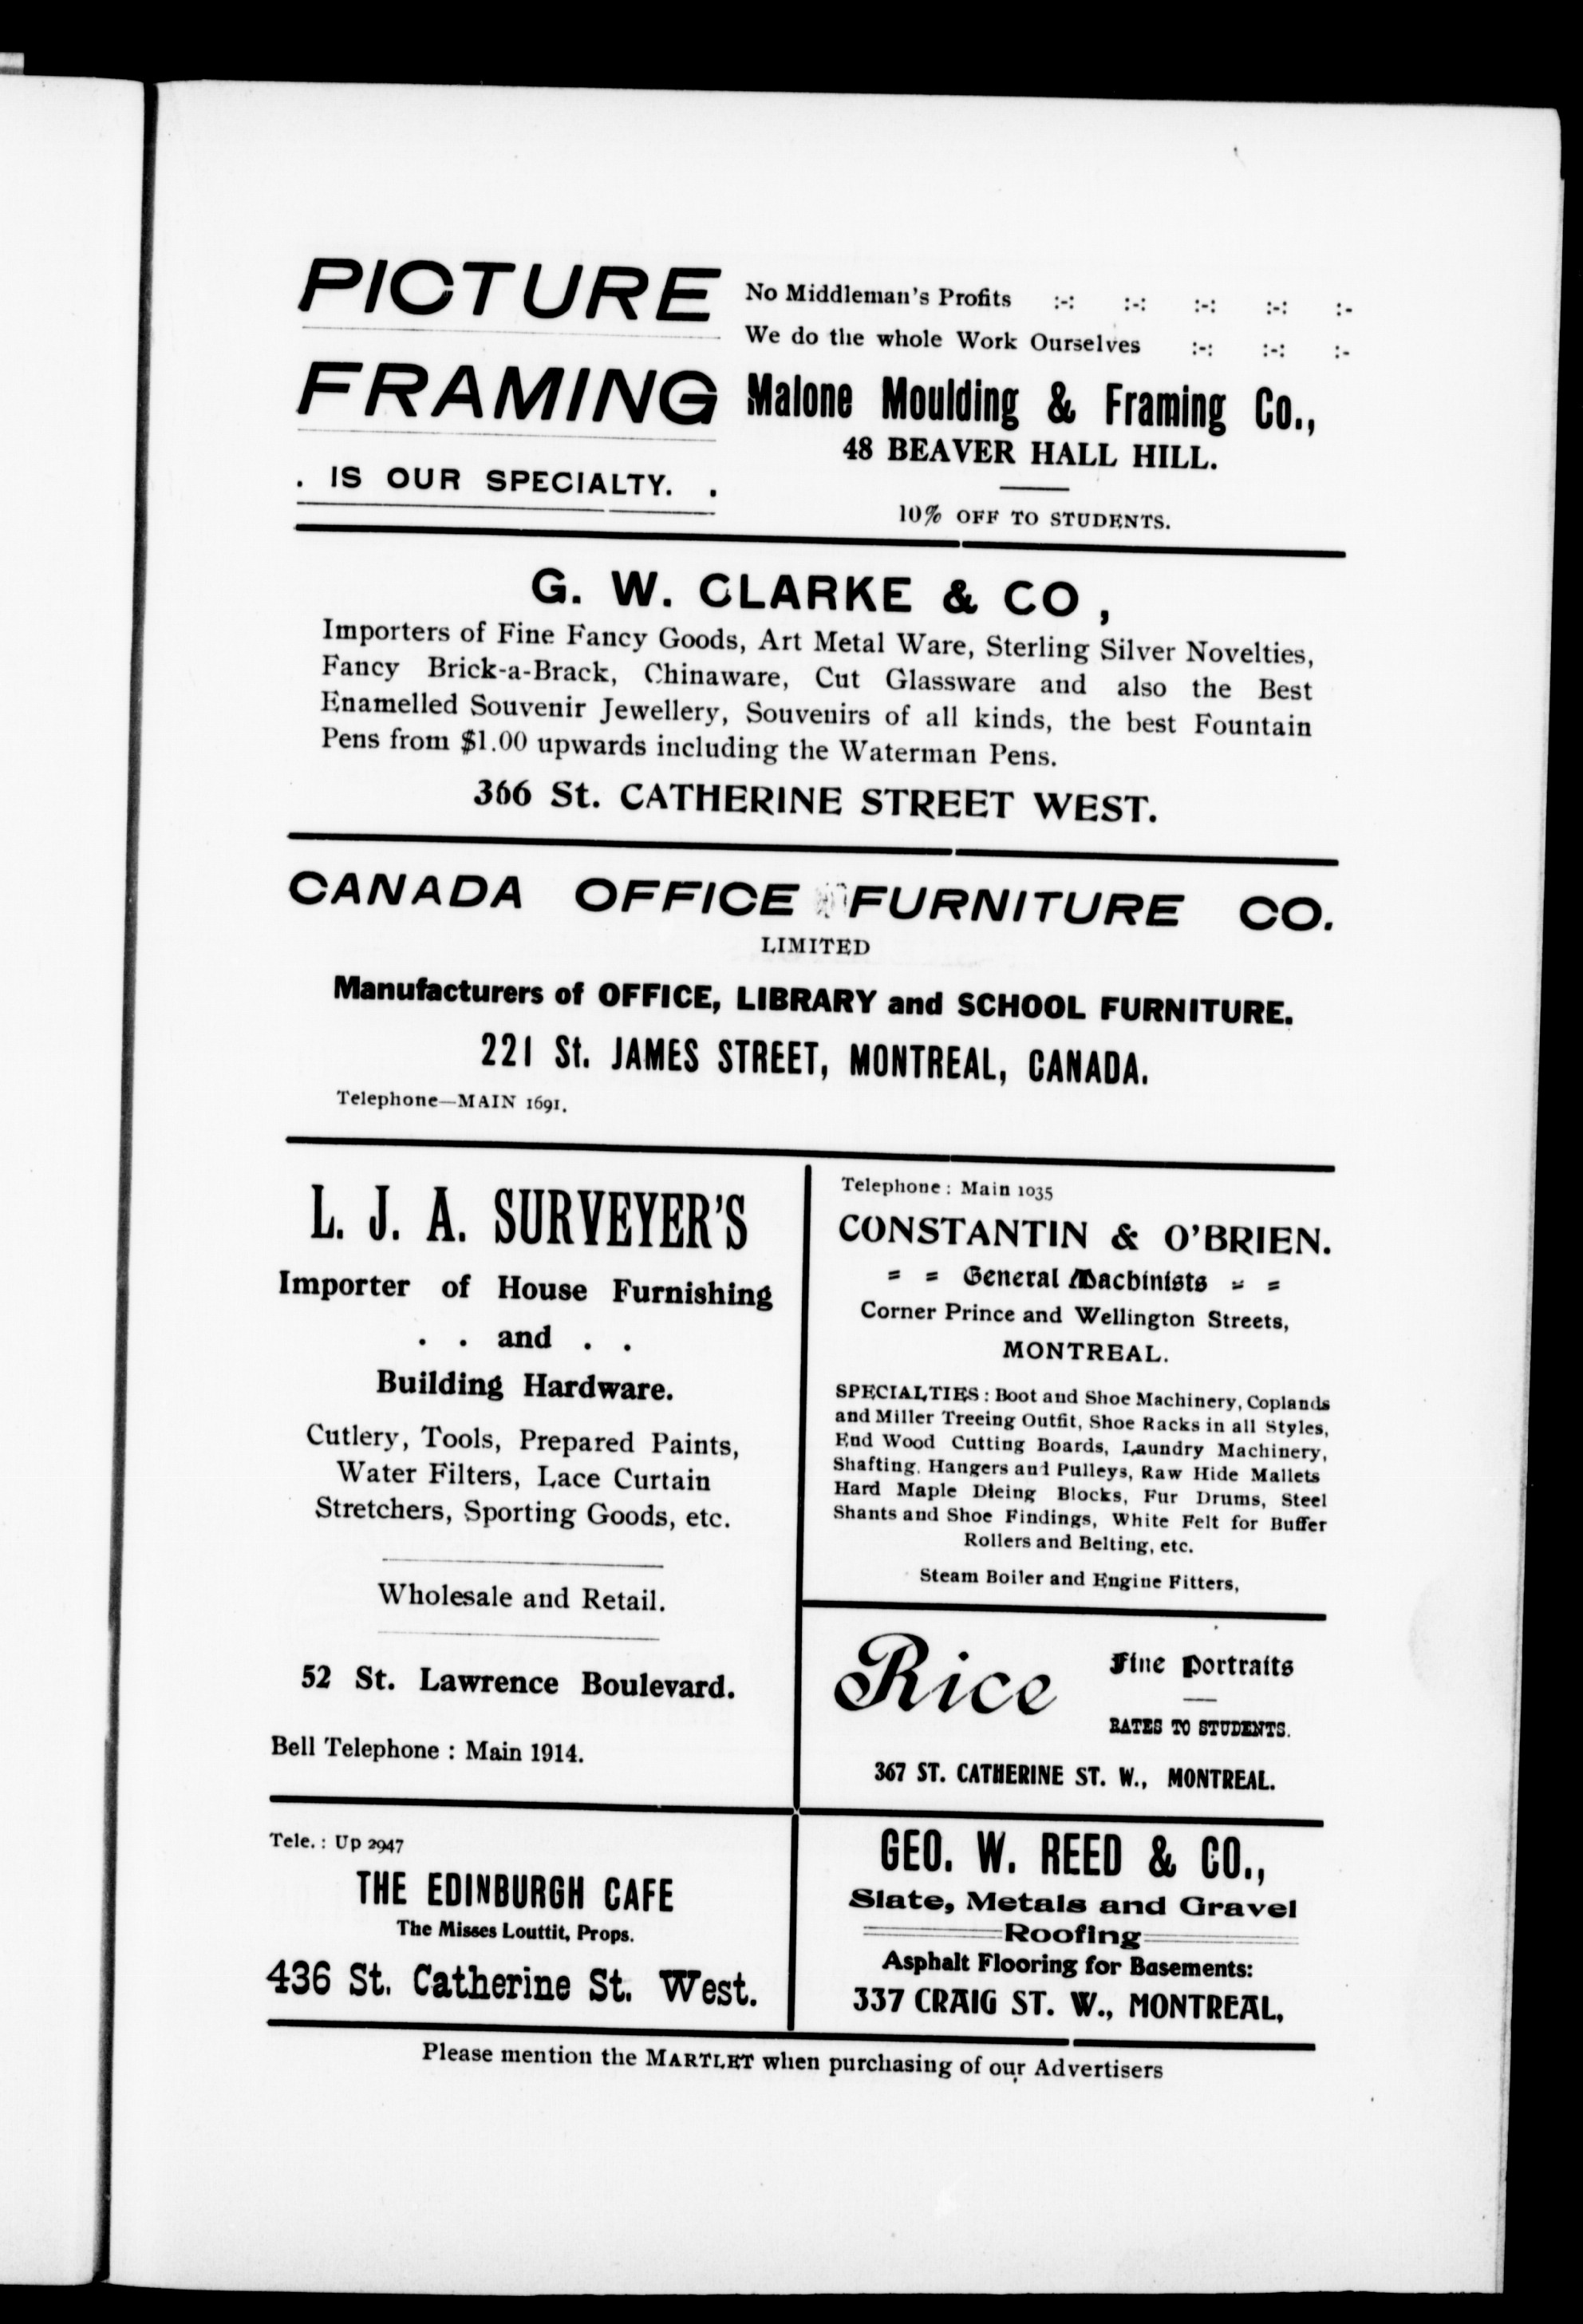 PICTURE
FRAMING
. IS OUR SPECIALTY. .
No Middleman's Profits :-: :-: :-: :-: :-
We do the whole Work Ourselves :-: :-: :-
Malone Moulding & Framing Co.,
48 BEAVER HALL HILL.
10% OFF TO STUDENTS.
G. W. CLARKE & CO ,
Importers of Fine Fancy Goods, Art Metal Ware, Sterling Silver Novelties,
Fancy Brick-a-Brack, Chinaware, Cut Glassware and also the Best
Enamelled Souvenir Jewellery, Souvenirs of all kinds, the best Fountain
Pens from $1.00 upwards including the Waterman Pens.
366 St. CATHERINE STREET WEST.
CANADA OFFICE FURNITURE CO.
LIMITED
Manufacturers of OFFICE, LIBRARY and SCHOOL FURNITURE.
221 St. JAMES STREET, MONTREAL, CANADA.
Telephone—MAIN 1691.
L. J. A. SURVEYER'S
Importer of House Furnishing
. . and . .
Building Hardware.
Cutlery, Tools, Prepared Paints,
Water Filters, Lace Curtain
Stretchers, Sporting Goods, etc.
Wholesale and Retail.
52 St. Lawrence Boulevard.
Bell Telephone : Main 1914.
Telephone : Main 1035
CONSTANTIN & O'BRIEN.
= = General Machinists = =
Corner Prince and Wellington Streets,
MONTREAL.
SPECIALTIES : Boot and Shoe Machinery, Coplands
and Miller Treeing Outfit, Shoe Racks in all Styles,
End Wood Cutting Boards, Laundry Machinery,
Shafting. Hangers and Pulleys, Raw Hide Mallets
Hard Maple Dieing Blocks, Fur Drums, Steel
Shants and Shoe Findings, White Felt for Buffer
Rollers and Belting, etc.
Steam Boiler and Engine Fitters,
Rice
Fine Portraits
RATES TO STUDENTS.
367 ST. CATHERINE ST. W., MONTREAL.
Tele. : Up 2947
THE EDINBURGH CAFE
The Misses Louttit, Props.
436 St. Catherine St. West.
GEO. W. REED & CO.,
Slate, Metals and Gravel
Roofing
Asphalt Flooring for Basements:
337 CRAIG ST. W., MONTREAL,
Please mention the MARTLET when purchasing of our Advertisers